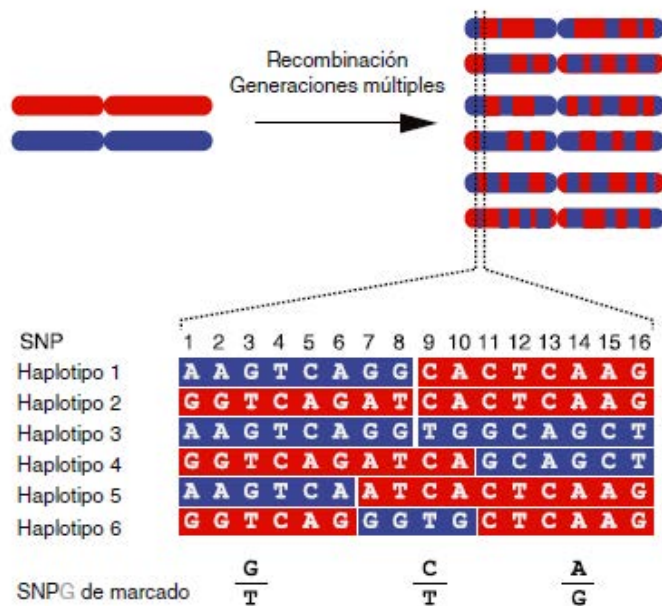 Recombinación
Generaciones múltiples
SNP 1 2 3 4 5 6 7 8 9 10 11 12 13 14 15 16
Haplotipo 1 A A G T C A G G C A C T C A A G
Haplotipo 2 G G T C A G A T C A C T C A A G
Haplotipo 3 A A G T C A G G T G G C A G C T
Haplotipo 4 G G T C A G A T C A G C A G C T
Haplotipo 5 A A G T C A A T C A C T C A A G
Haplotipo 6 G G T C A G G G T G C T C A A G
G C A
SNPG de marcado T T G